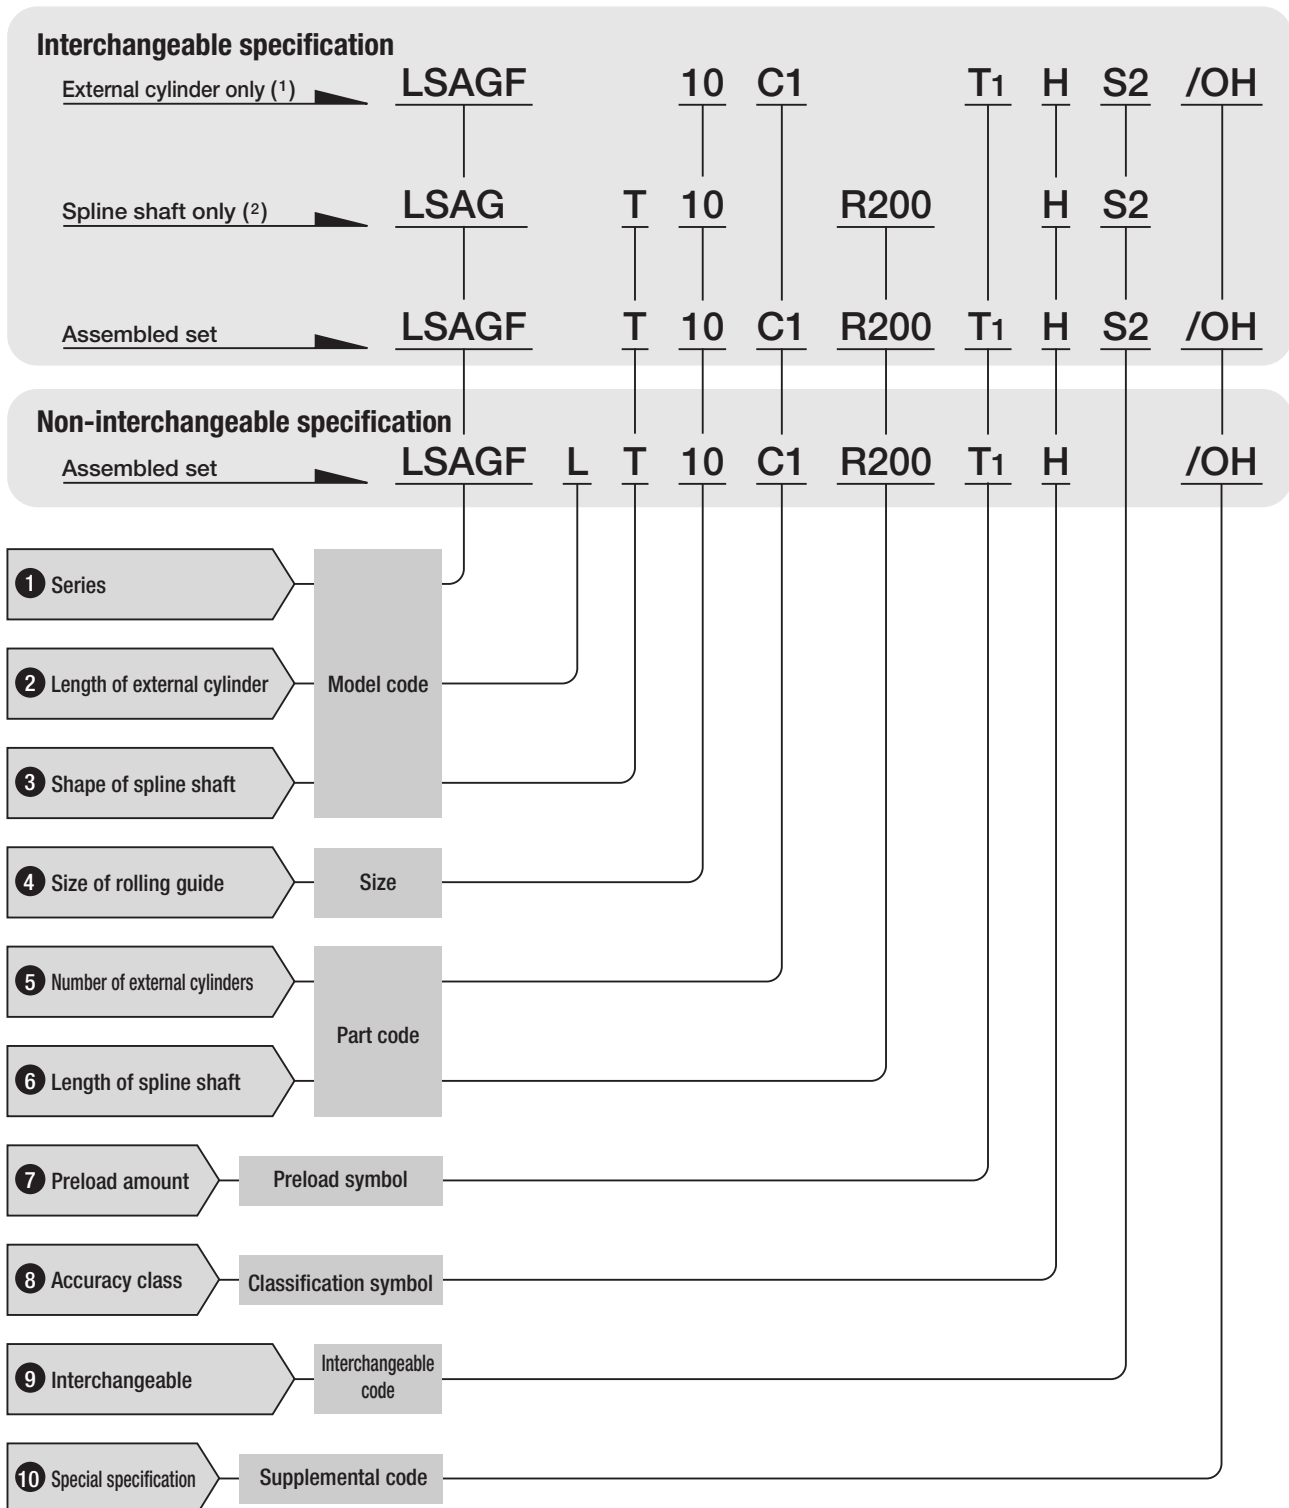 Interchangeable specification
External cylinder only (1) LSAGF 10 C1 T1 H S2 /OH
Spline shaft only (2) LSAG T 10 R200 H S2
Assembled set LSAGF T 10 C1 R200 T1 H S2 /OH
Non-interchangeable specification
Assembled set LSAGF L T 10 C1 R200 T1 H /OH
1 Series
2 Length of external cylinder Model code
3 Shape of spline shaft
4 Size of rolling guide Size
5 Number of external cylinders
Part code
6 Length of spline shaft
7 Preload amount Preload symbol
8 Accuracy class Classification symbol
9 Interchangeable Interchangeable
code
10 Special specification Supplemental code